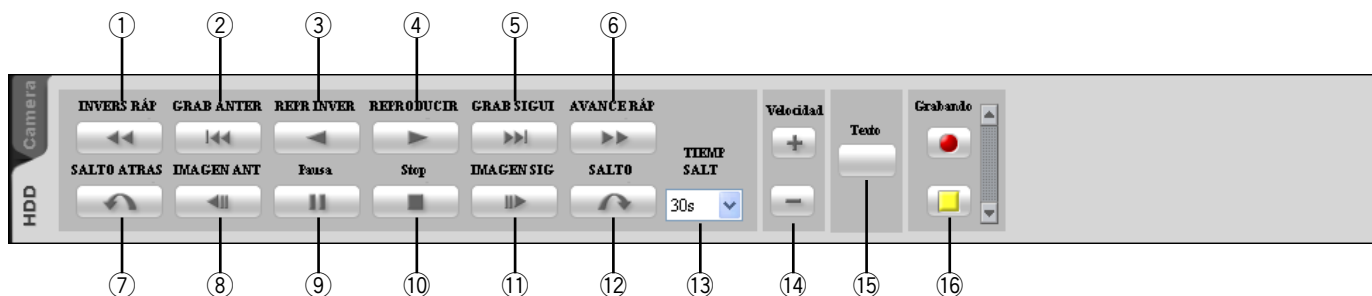 ① ② ③ ④ ⑤ ⑥
Camera
HDD
INVERS RÁP GRAB ANTER REPR INVER REPRODUCIR GRAB SIGUI AVANCE RÁP
Velocidad
Texto
Grabando
SALTO ATRAS IMAGEN ANT Pausa Stop IMAGEN SIG SALTO
TIEMP
SALT
30s
⑦ ⑧ ⑨ ⑩ ⑪ ⑫ ⑬ ⑭ ⑮ ⑯